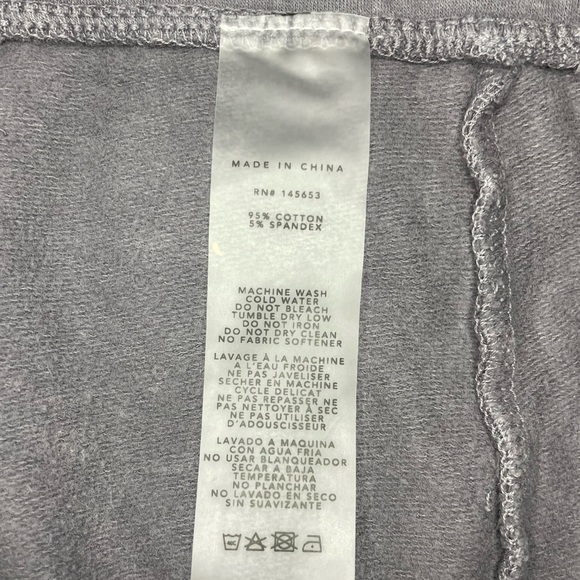 MADE IN CHINA
RN# 145653
95% COTTON
5% SPANDEX
MACHINE WASH
COLD WATER
DO NOT BLEACH
TUMBLE DRY LOW
DO NOT IRON
DO NOT DRY CLEAN
NO FABRIC SOFTENER
LAVAGE À LA MACHINE
A L'EAU FROIDE
NE PAS JAVELISER
SECHER EN MACHINE
CYCLE DELICAT
NE PAS REPASSER NE
PAS NETTOYER À SEC
NE PAS UTILISER
D'ADOUSCISSEUR
LAVADO A MAQUINA
CON AGUA FRIA
NO USAR BLANQUEADOR
SECAR A BAJA
TEMPERATURA
NO PLANCHAR
NO LAVADO EN SECO
SIN SUAVIZANTE